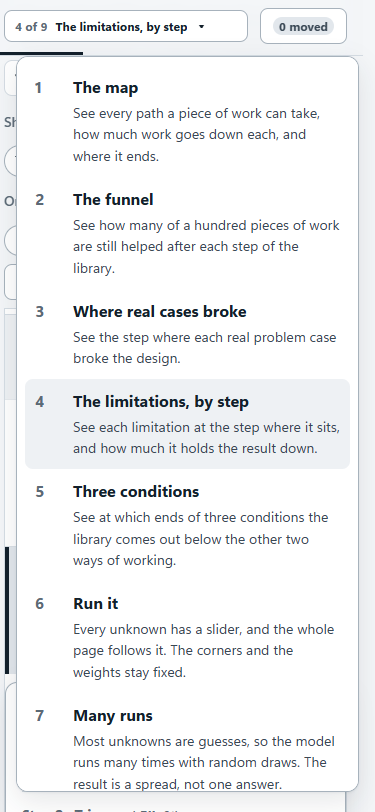 4 of 9 The limitations, by step
0 moved
1 The map
See every path a piece of work can take,
how much work goes down each, and
where it ends.
2 The funnel
See how many of a hundred pieces of work
are still helped after each step of the
library.
3 Where real cases broke
See the step where each real problem case
broke the design.
4 The limitations, by step
See each limitation at the step where it sits,
and how much it holds the result down.
5 Three conditions
See at which ends of three conditions the
library comes out below the other two
ways of working.
6 Run it
Every unknown has a slider, and the whole
page follows it. The corners and the
weights stay fixed.
7 Many runs
Most unknowns are guesses, so the model
runs many times with random draws. The
result is a spread, not one answer.